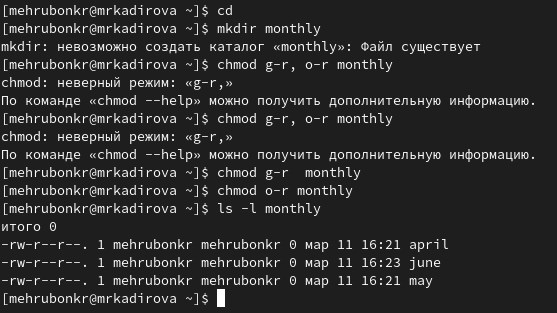 [mehrubonkr@mrkadirova ~]$ cd
[mehrubonkr@mrkadirova ~]$ mkdir monthly
mkdir: невозможно создать каталог «monthly»: Файл существует
[mehrubonkr@mrkadirova ~]$ chmod g-r, o-r monthly
chmod: неверный режим: «g-r,»
По команде «chmod --help» можно получить дополнительную информацию.
[mehrubonkr@mrkadirova ~]$ chmod g-r, o-r monthly
chmod: неверный режим: «g-r,»
По команде «chmod --help» можно получить дополнительную информацию.
[mehrubonkr@mrkadirova ~]$ chmod g-r  monthly
[mehrubonkr@mrkadirova ~]$ chmod o-r monthly
[mehrubonkr@mrkadirova ~]$ ls -l monthly
итого 0
-rw-r--r--. 1 mehrubonkr mehrubonkr 0 мар 11 16:21 april
-rw-r--r--. 1 mehrubonkr mehrubonkr 0 мар 11 16:23 june
-rw-r--r--. 1 mehrubonkr mehrubonkr 0 мар 11 16:21 may
[mehrubonkr@mrkadirova ~]$